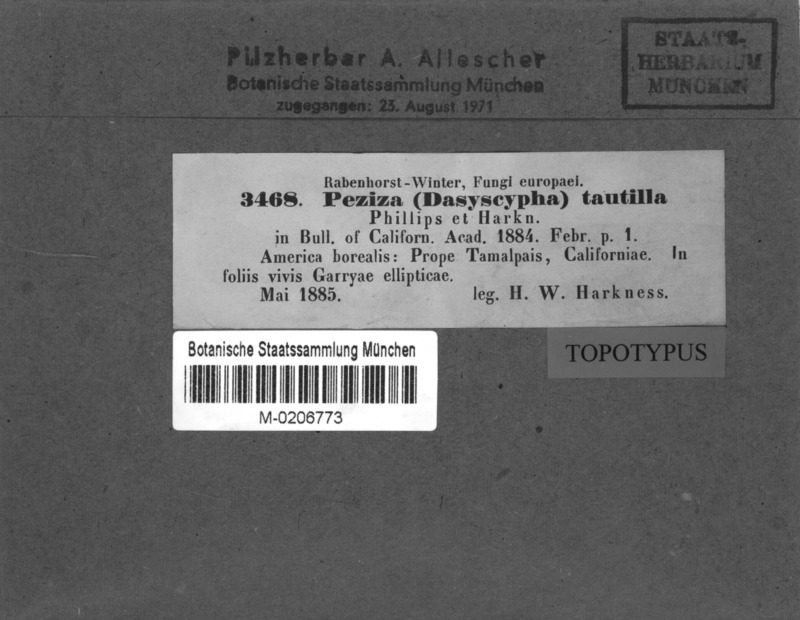 Pilzherbar A. Allescher
Botanische Staatssammlung München
zugegangen: 23. August 1971
STAATZ-
HERBARIUM
MÜNCHEN
Rabenhorst-Winter, Fungi europaei.
3468. Peziza (Dasyscypha) tautilla
Phillips et Harkn.
in Bull. of Californ. Acad. 1884. Febr. p. 1.
America borealis: Prope Tamalpais, Californiae. In
foliis vivis Garryae ellipticae.
Mai 1885. leg. H. W. Harkness.
Botanische Staatssammlung München
M-0206773
TOPOTYPUS